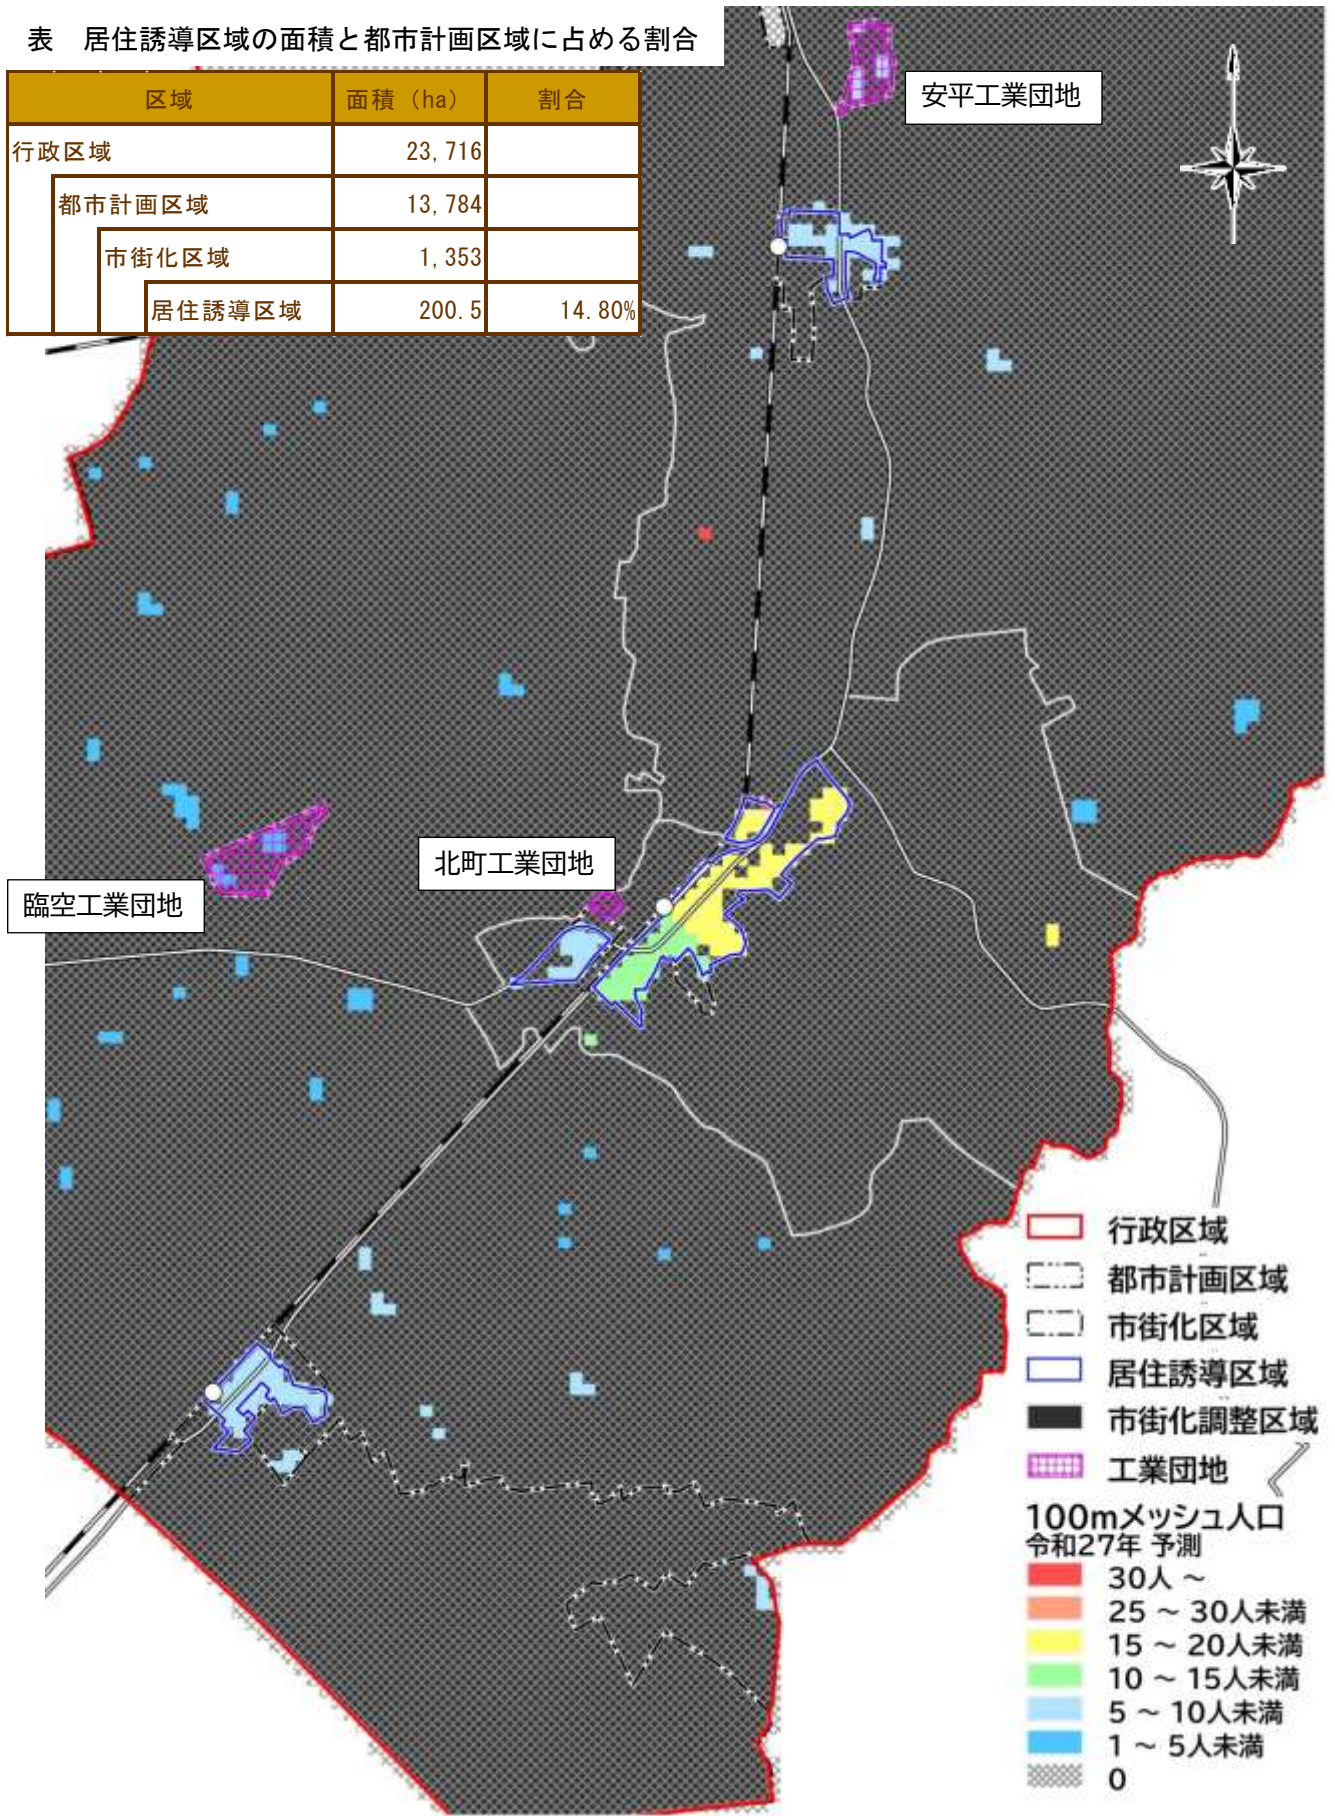 表　居住誘導区域の面積と都市計画区域に占める割合
区域 面積（ha） 割合
行政区域 23,716
都市計画区域 13,784
市街化区域 1,353
居住誘導区域 200.5 14.80%
安平工業団地
北町工業団地
臨空工業団地
行政区域
都市計画区域
市街化区域
居住誘導区域
市街化調整区域
工業団地
100mメッシュ人口
令和27年 予測
30人 ～
25 ～ 30人未満
15 ～ 20人未満
10 ～ 15人未満
5 ～ 10人未満
1 ～ 5人未満
0